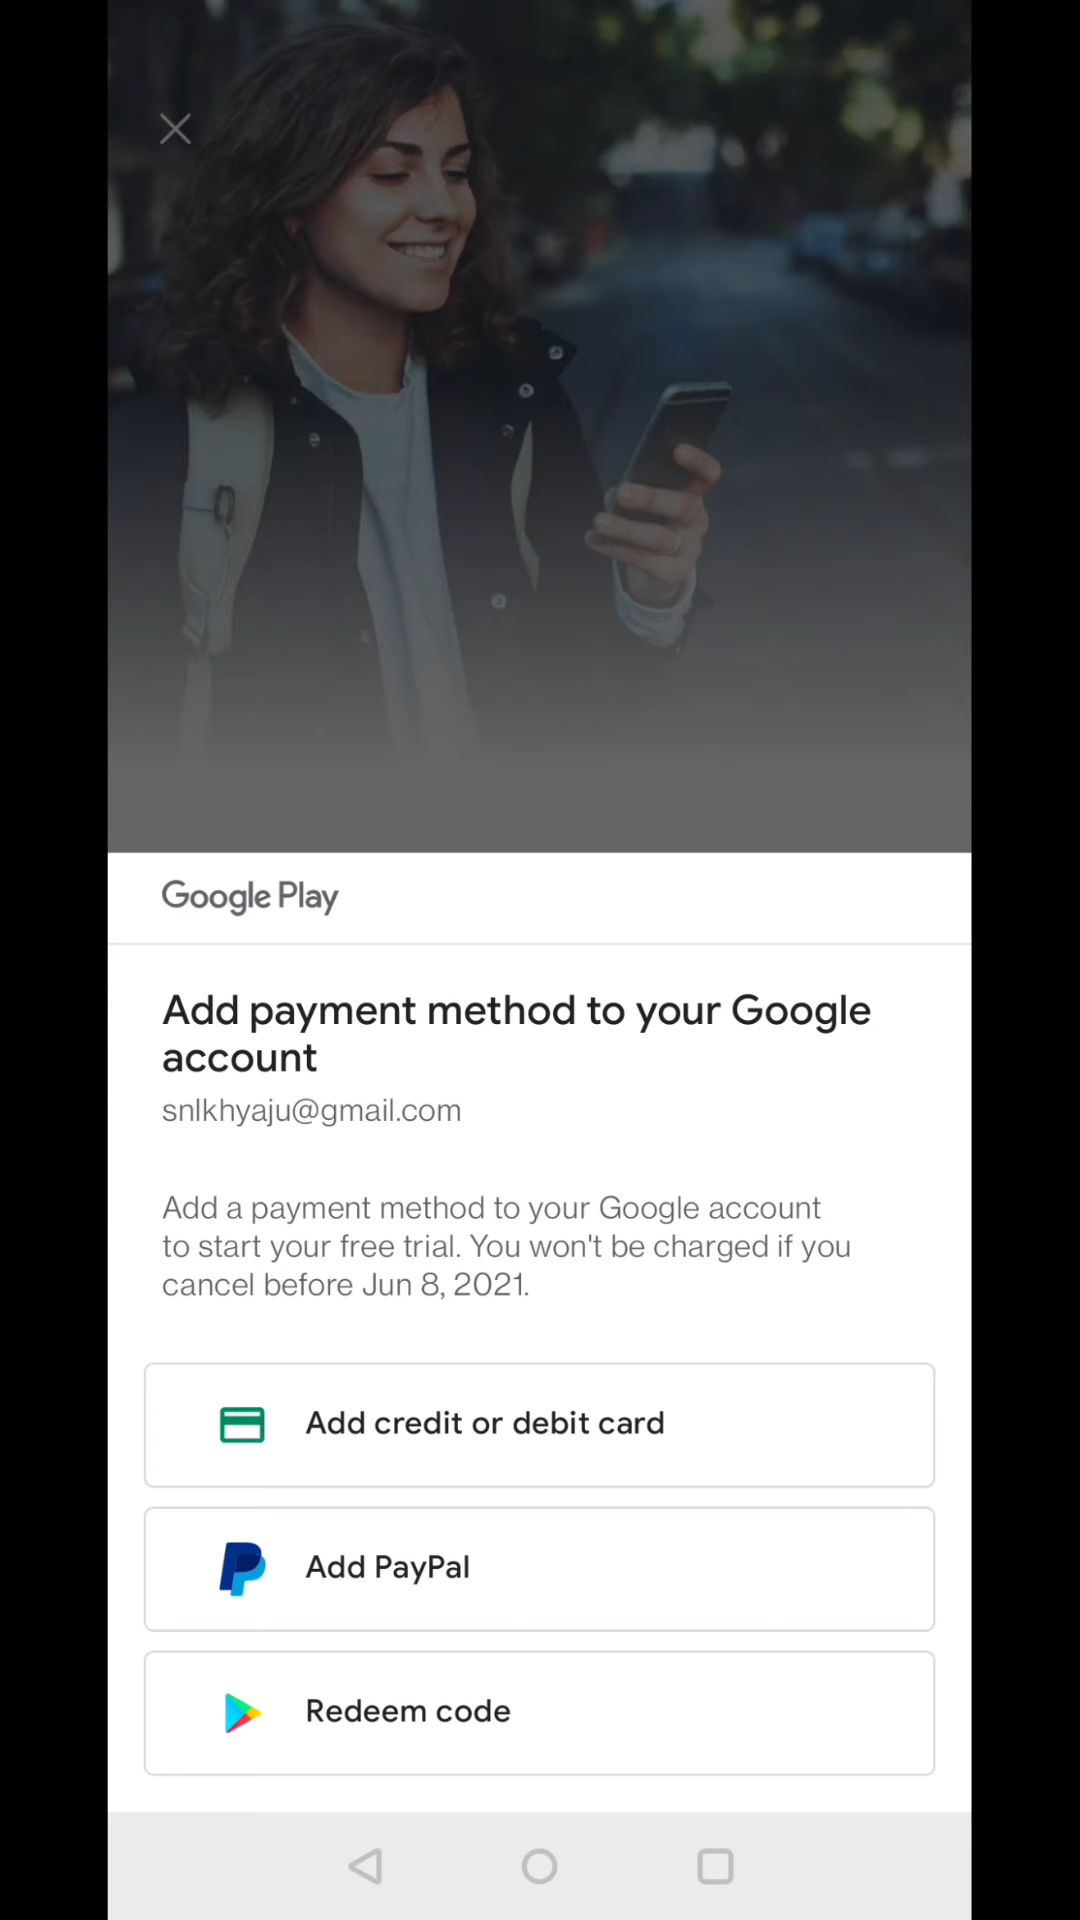 Google Play
Add payment method to your Google
account
snlkhyaju@gmail.com
Add a payment method to your Google account
to start your free trial. You won't be charged if you
cancel before Jun 8, 2021.
Add credit or debit card
Add PayPal
Redeem code